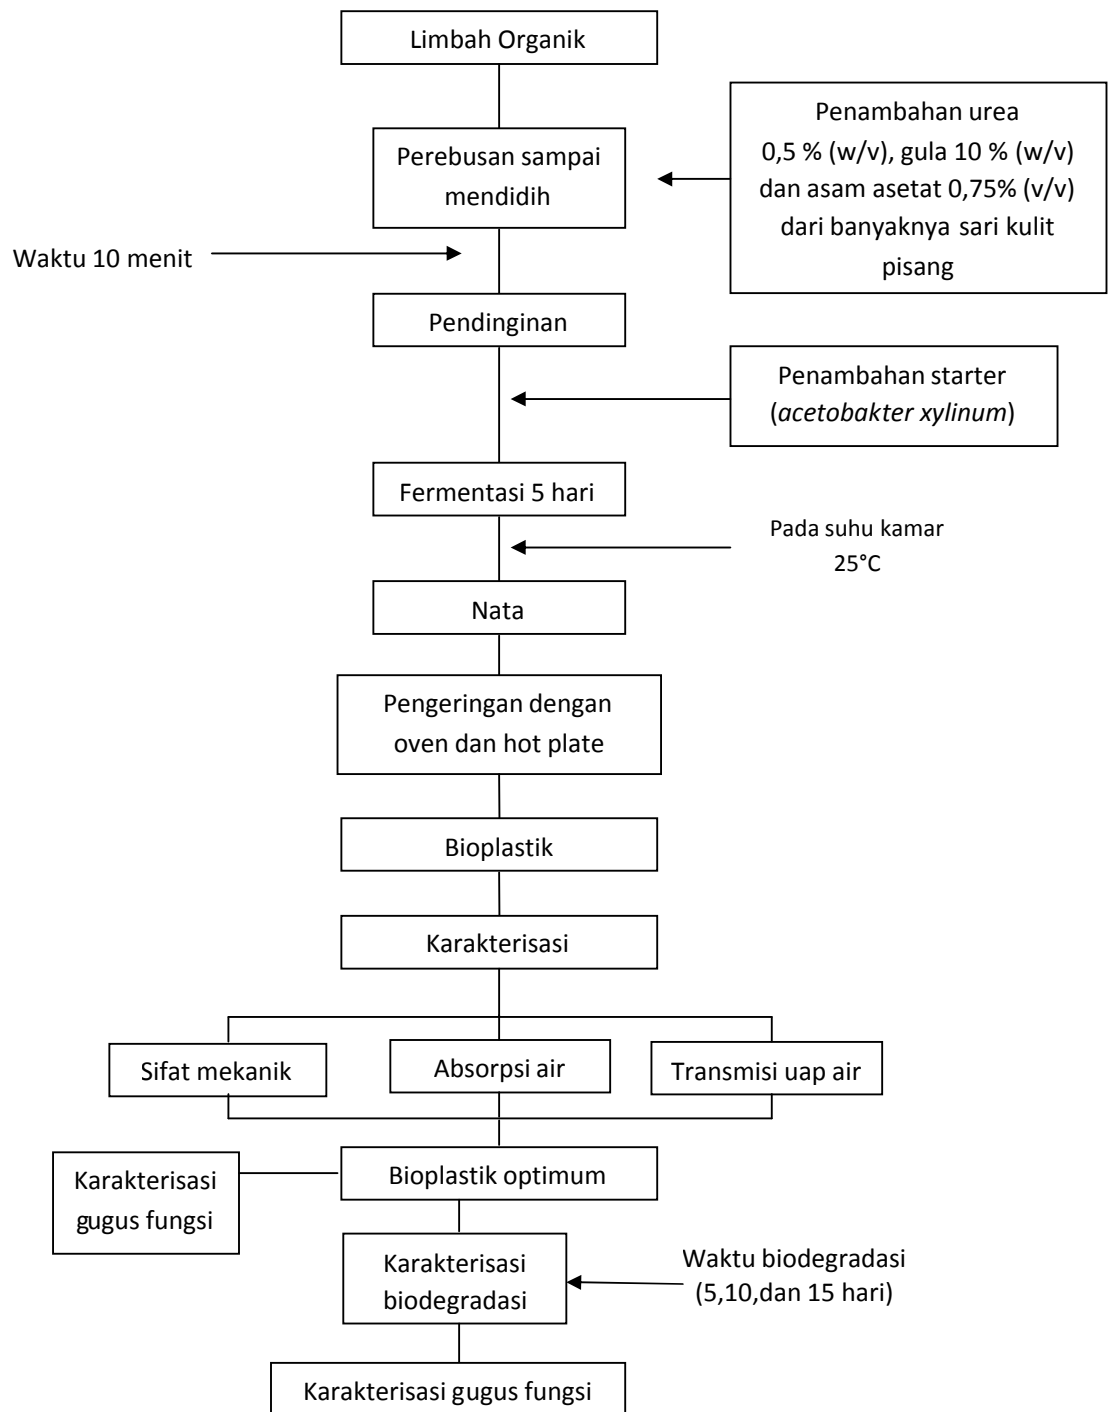 Limbah Organik
Perebusan sampai
mendidih
Penambahan urea
0,5 % (w/v), gula 10 % (w/v)
dan asam asetat 0,75% (v/v)
dari banyaknya sari kulit
pisang
Waktu 10 menit
Pendinginan
Penambahan starter
(acetobakter xylinum)
Fermentasi 5 hari
Pada suhu kamar
25°C
Nata
Pengeringan dengan
oven dan hot plate
Bioplastik
Karakterisasi
Sifat mekanik
Absorpsi air
Transmisi uap air
Bioplastik optimum
Karakterisasi
gugus fungsi
Karakterisasi
biodegradasi
Waktu biodegradasi
(5,10,dan 15 hari)
Karakterisasi gugus fungsi